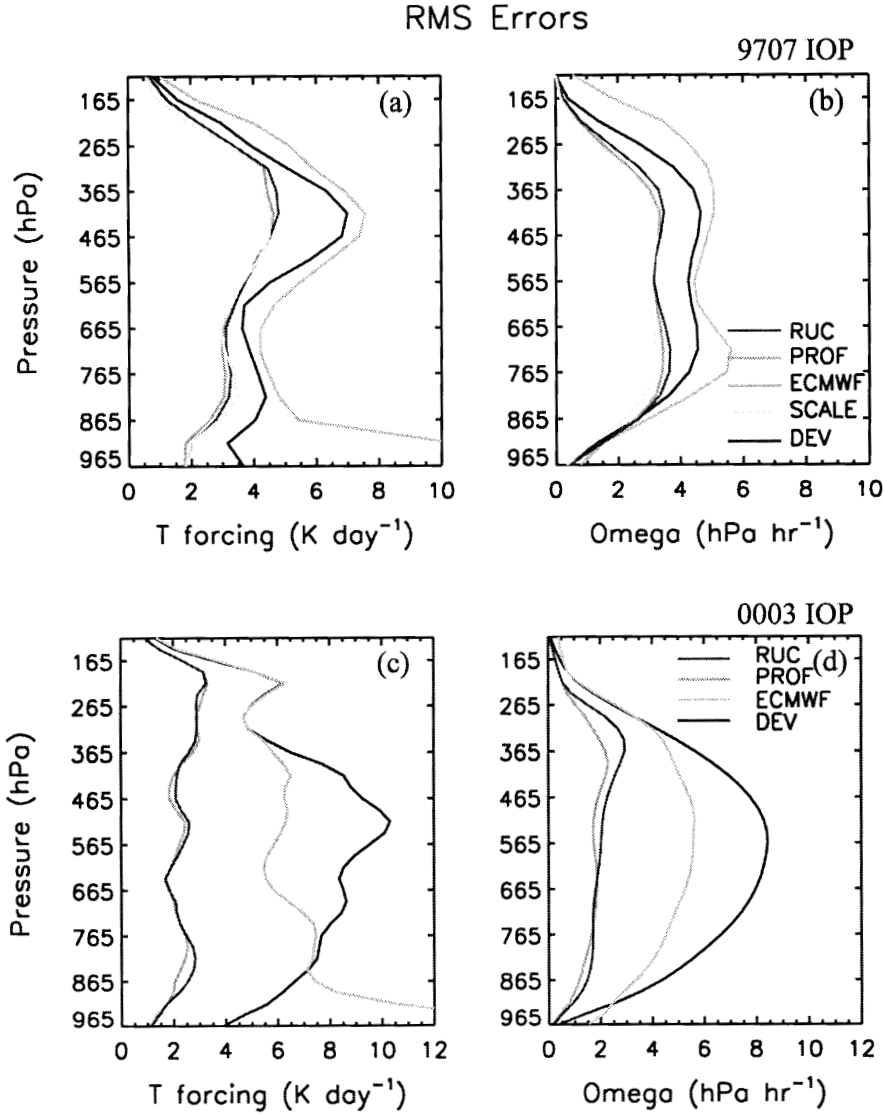 RMS Errors
9707 IOP
(a)
(b)
Pressure (hPa)
165
265
365
465
565
665
765
865
965
0 2 4 6 8 10
T forcing (K day⁻¹)
165
265
365
465
565
665
765
865
965
RUC
PROF
ECMWF
SCALE
DEV
0 2 4 6 8 10
Omega (hPa hr⁻¹)
0003 IOP
(c)
(d)
Pressure (hPa)
165
265
365
465
565
665
765
865
965
0 2 4 6 8 10 12
T forcing (K day⁻¹)
165
265
365
465
565
665
765
865
965
RUC
PROF
ECMWF
DEV
0 2 4 6 8 10 12
Omega (hPa hr⁻¹)